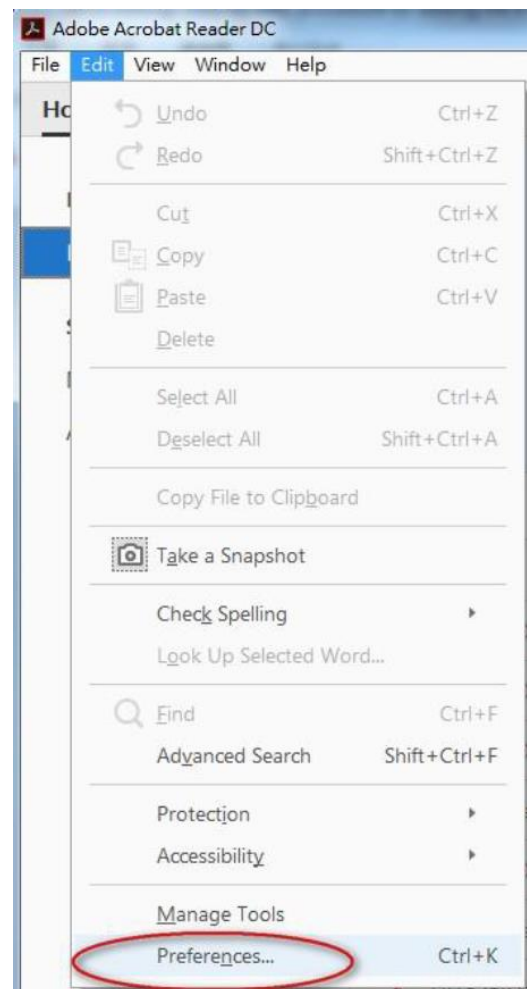 Adobe Acrobat Reader DC
File Edit View Window Help
Undo Ctrl+Z
Redo Shift+Ctrl+Z
Cut Ctrl+X
Copy Ctrl+C
Paste Ctrl+V
Delete
Select All Ctrl+A
Deselect All Shift+Ctrl+A
Copy File to Clipboard
Take a Snapshot
Check Spelling
Look Up Selected Word...
Find Ctrl+F
Advanced Search Shift+Ctrl+F
Protection
Accessibility
Manage Tools
Preferences... Ctrl+K